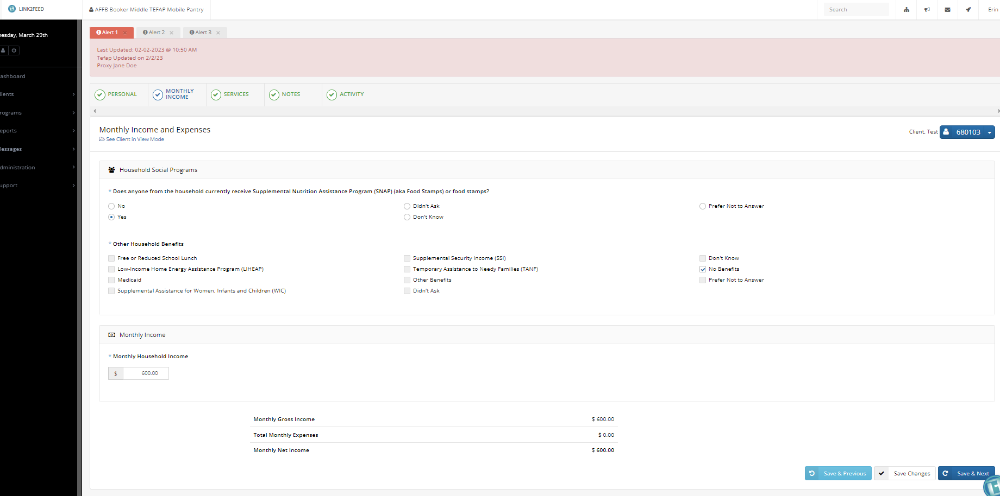 LINK2FEED
AFFB Booker Middle TEFAP Mobile Pantry
Search
Erin
nesday, March 29th
ashboard
lients
rograms
eports
lessages
dministration
upport
Alert 1 ×
Alert 2 ×
Alert 3 ×
Last Updated: 02-02-2023 @ 10:50 AM
Tefap Updated on 2/2/23
Proxy Jane Doe
PERSONAL
MONTHLY
INCOME
SERVICES
NOTES
ACTIVITY
Monthly Income and Expenses
See Client in View Mode
Client, Test
680103
Household Social Programs
* Does anyone from the household currently receive Supplemental Nutrition Assistance Program (SNAP) (aka Food Stamps) or food stamps?
No
Didn't Ask
Prefer Not to Answer
Yes
Don't Know
* Other Household Benefits
Free or Reduced School Lunch
Supplemental Security Income (SSI)
Don't Know
Low-Income Home Energy Assistance Program (LIHEAP)
Temporary Assistance to Needy Families (TANF)
No Benefits
Medicaid
Other Benefits
Prefer Not to Answer
Supplemental Assistance for Women, Infants and Children (WIC)
Didn't Ask
Monthly Income
* Monthly Household Income
$ 600.00
Monthly Gross Income $ 600.00
Total Monthly Expenses $ 0.00
Monthly Net Income $ 600.00
Save & Previous
Save Changes
Save & Next